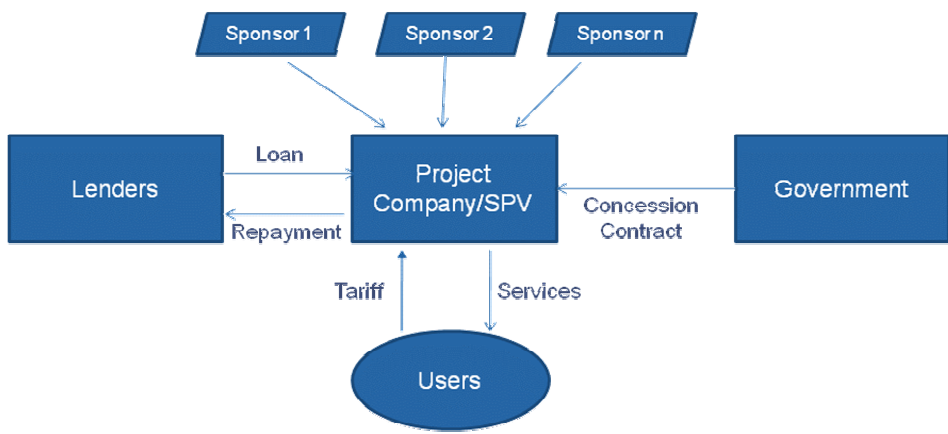 Sponsor 1
Sponsor 2
Sponsor n
Lenders
Loan
Repayment
Project
Company/SPV
Concession
Contract
Government
Tariff
Services
Users